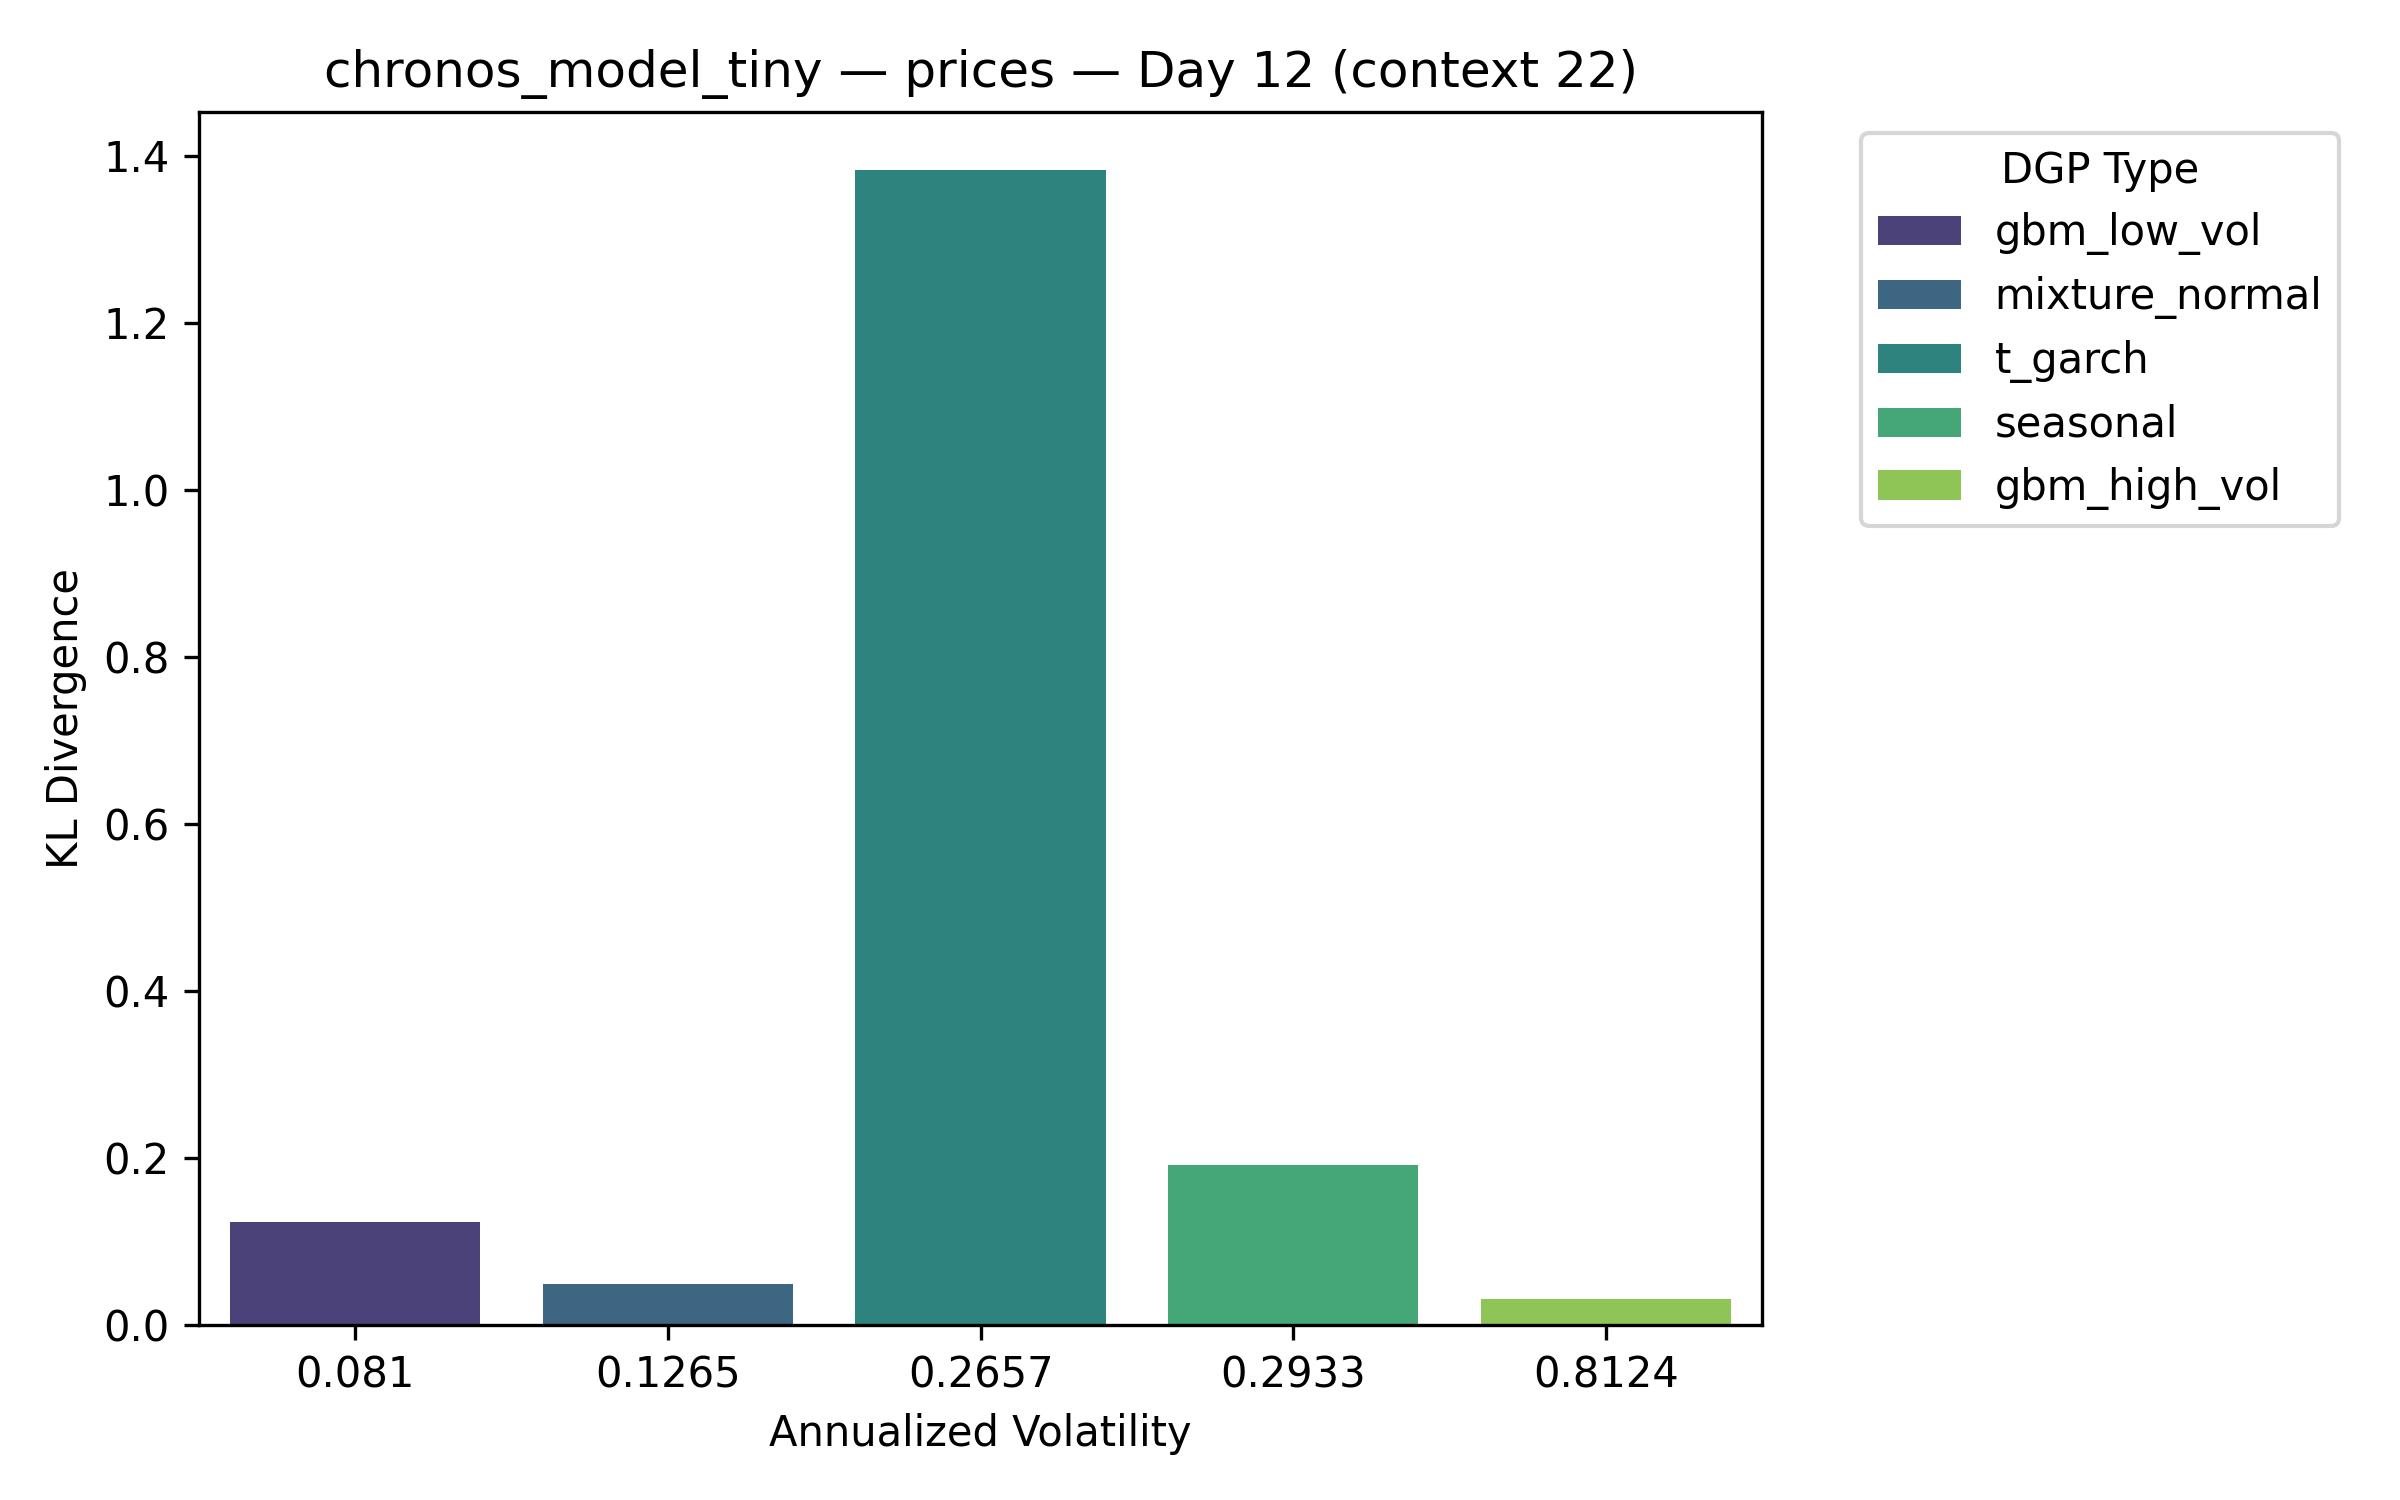 chronos_model_tiny — prices — Day 12 (context 22)
KL Divergence
1.4
1.2
1.0
0.8
0.6
0.4
0.2
0.0
0.081 0.1265 0.2657 0.2933 0.8124
Annualized Volatility
DGP Type
gbm_low_vol
mixture_normal
t_garch
seasonal
gbm_high_vol